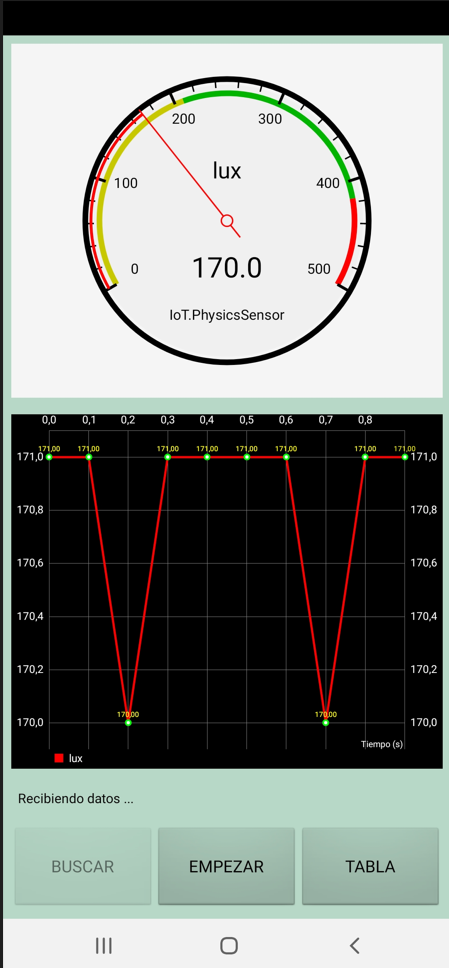 200 300
lux
100 400
170.0
0 500
IoT.PhysicsSensor
0,0 0,1 0,2 0,3 0,4 0,5 0,6 0,7 0,8
171,00 171,00 171,00 171,00 171,00 171,00 171,00 171,00
171,0 171,0
170,8 170,8
170,6 170,6
170,4 170,4
170,2 170,2
170,00 170,00
170,0 170,0
Tiempo (s)
lux
Recibiendo datos ...
BUSCAR EMPEZAR TABLA